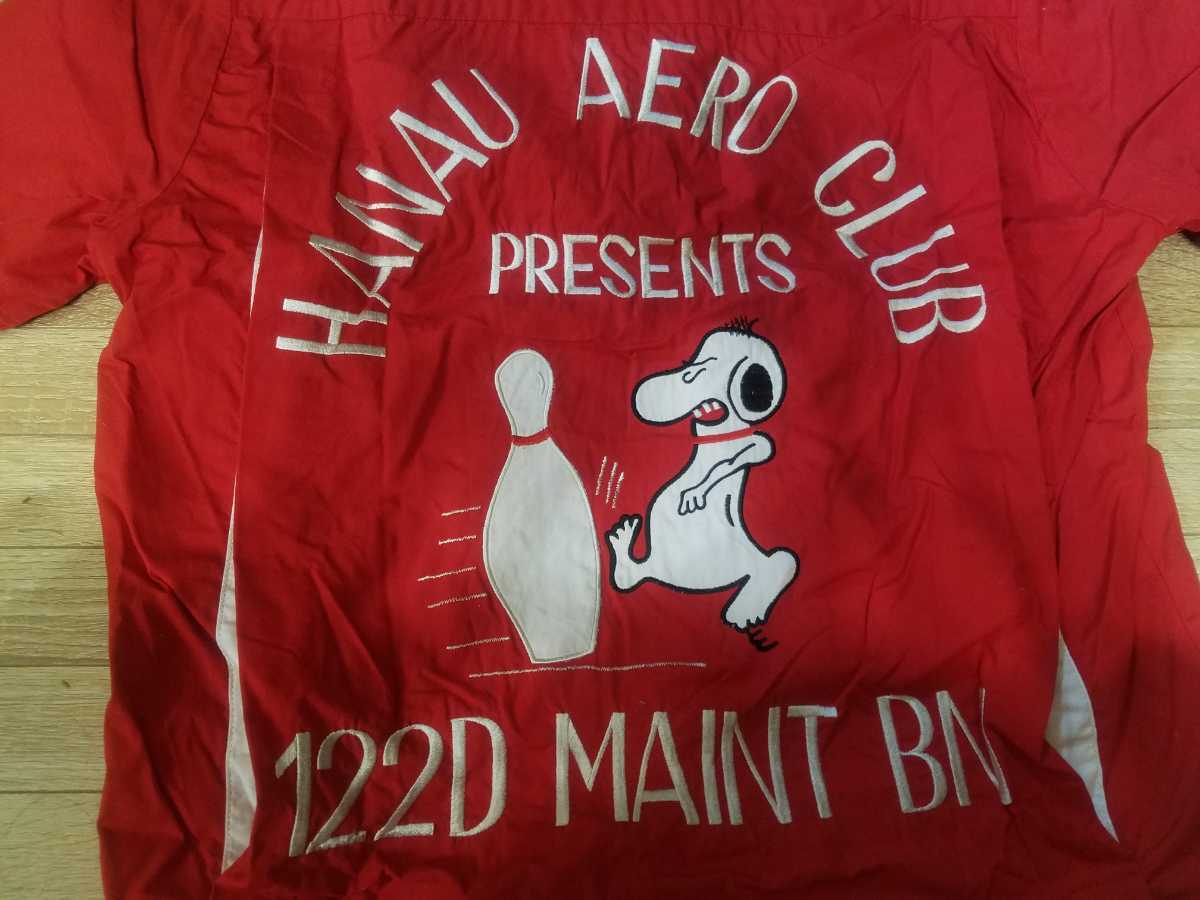 HANAU AERO CLUB
PRESENTS
122D MAINT BN